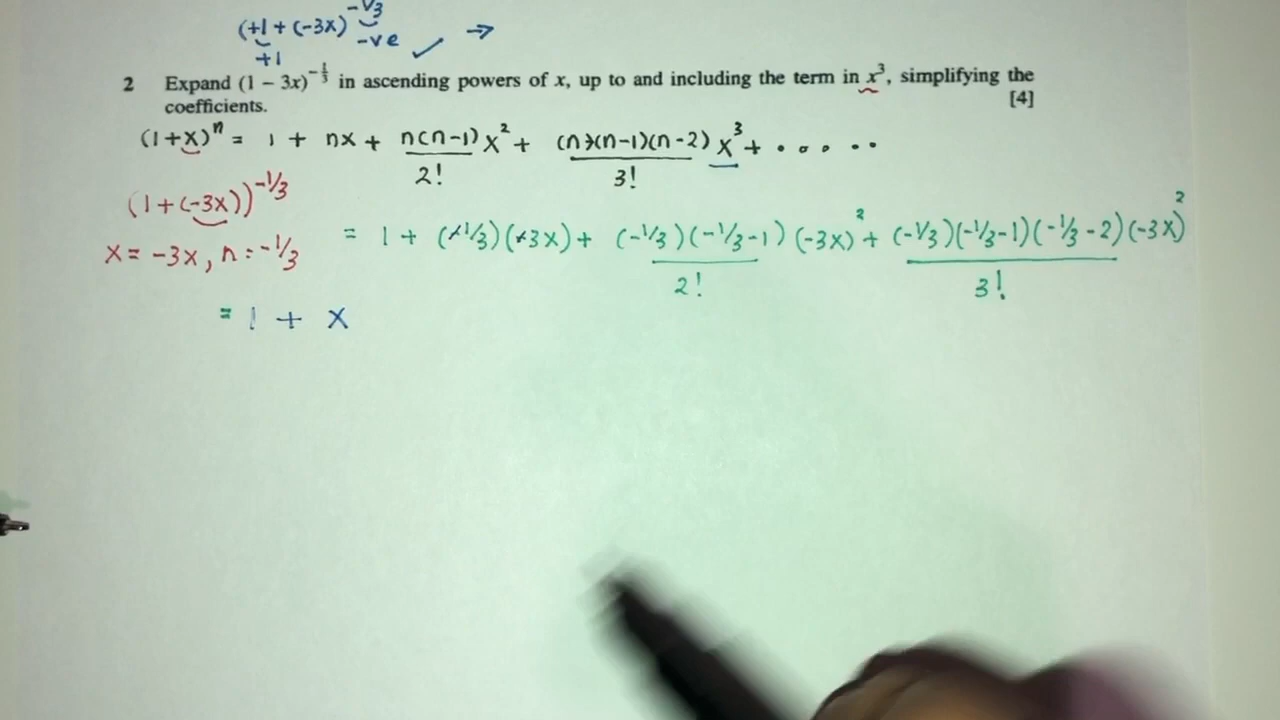 (+1 + (-3x))^-1/3 →
+1 -ve ✓
2 Expand (1 − 3x)^−1/3 in ascending powers of x, up to and including the term in x³, simplifying the
coefficients. [4]
(1+x)^n = 1 + nx + n(n-1)/2! x² + (n)(n-1)(n-2)/3! x³ + . . . . .
(1+(-3x))^-1/3
= 1 + (-1/3)(-3x) + (-1/3)(-1/3-1)/2! (-3x)² + (-1/3)(-1/3-1)(-1/3-2)/3! (-3x)²
x = -3x, n = -1/3
= 1 + x